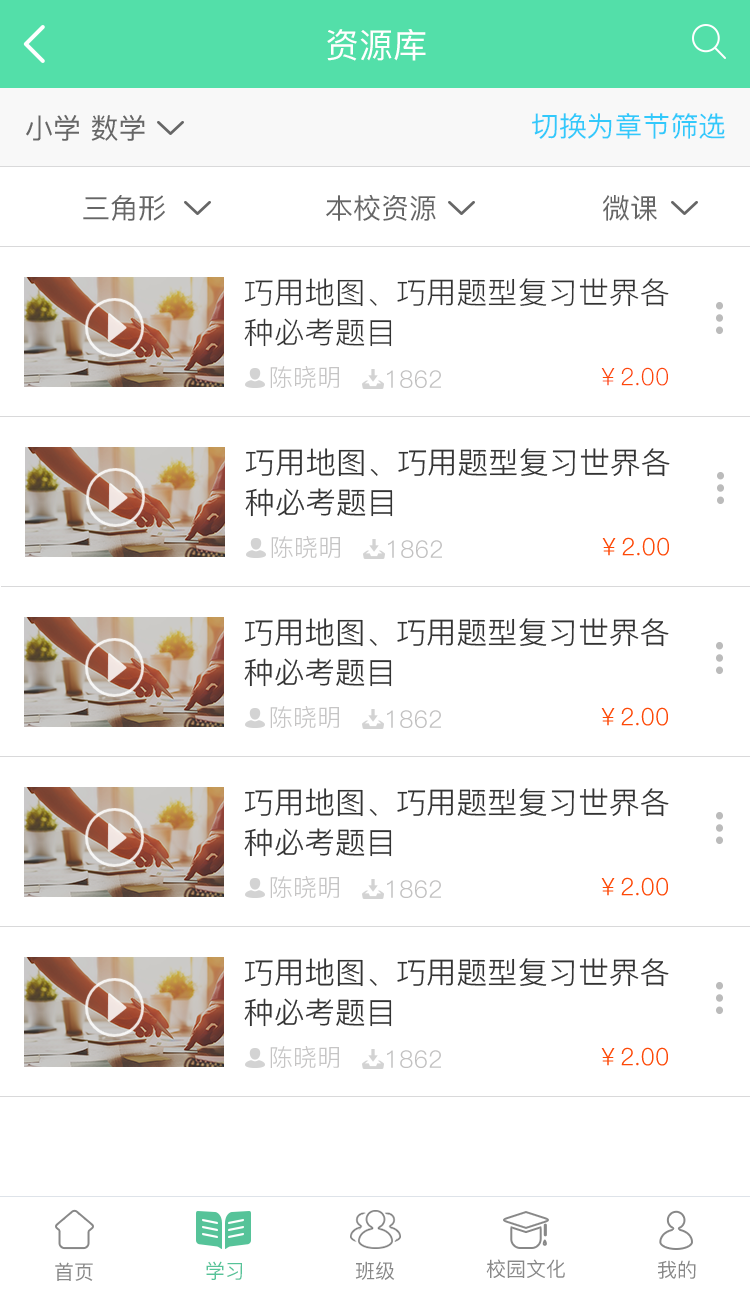 资源库
小学 数学
切换为章节筛选
三角形
本校资源
微课
巧用地图、巧用题型复习世界各
种必考题目
陈晓明
1862
¥2.00
巧用地图、巧用题型复习世界各
种必考题目
陈晓明
1862
¥2.00
巧用地图、巧用题型复习世界各
种必考题目
陈晓明
1862
¥2.00
巧用地图、巧用题型复习世界各
种必考题目
陈晓明
1862
¥2.00
巧用地图、巧用题型复习世界各
种必考题目
陈晓明
1862
¥2.00
首页
学习
班级
校园文化
我的